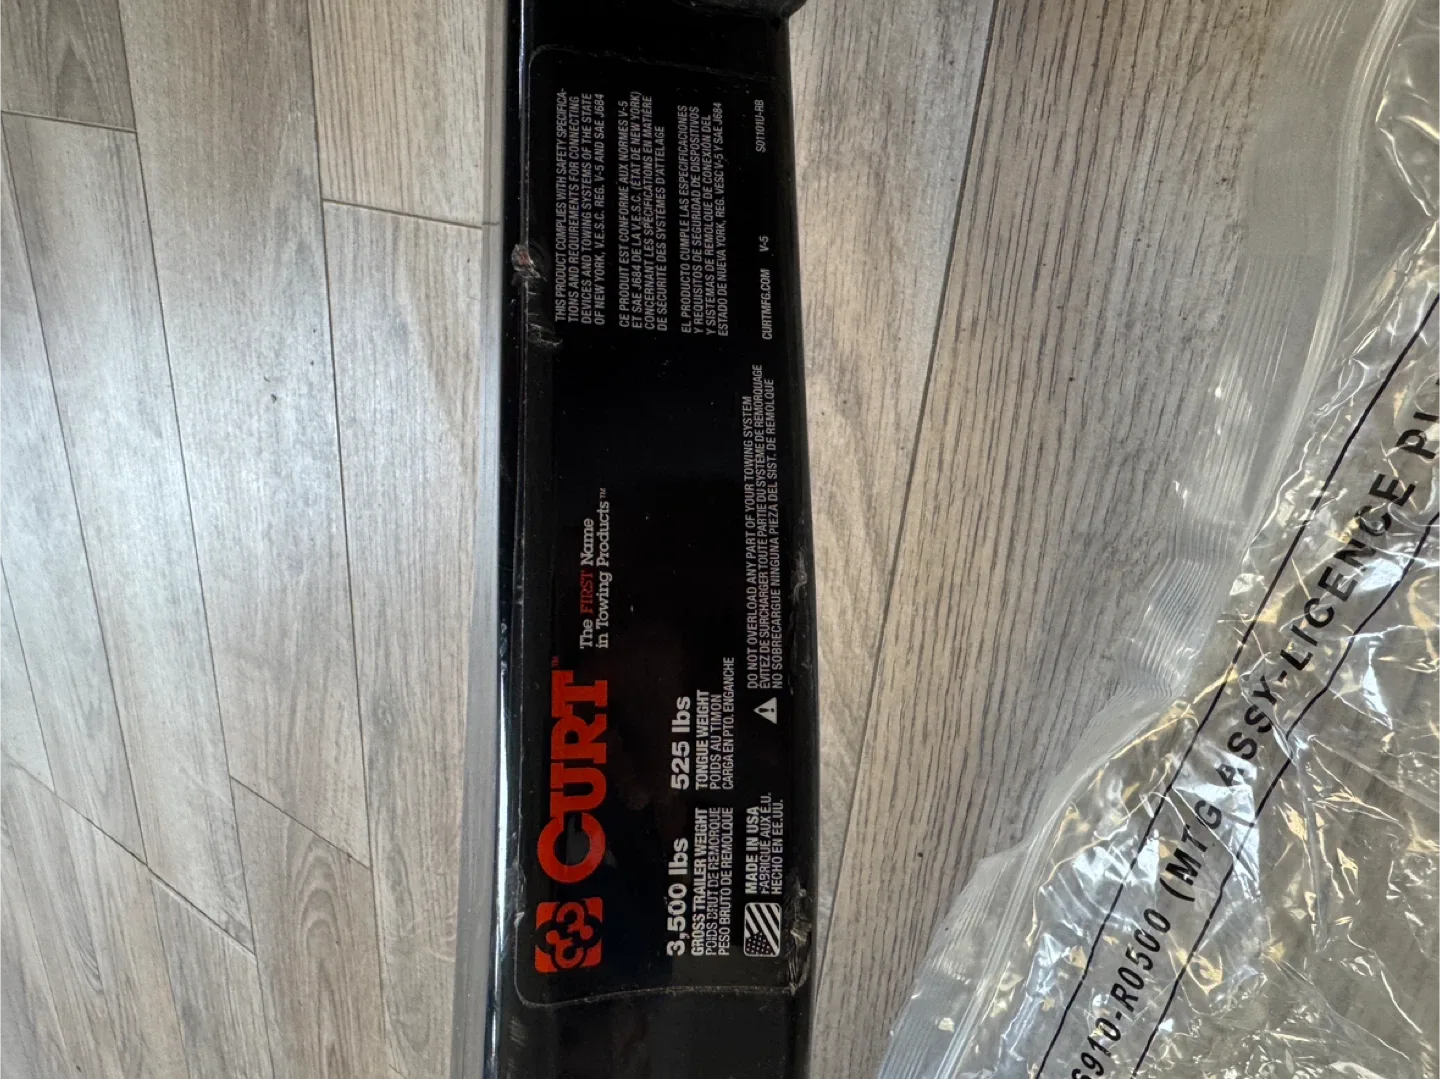 CURT™
The FIRST Name
in Towing Products™
3,500 lbs
GROSS TRAILER WEIGHT
POIDS BRUT DE REMORQUE
PESO BRUTO DE REMOLQUE
525 lbs
TONGUE WEIGHT
POIDS AU TIMON
CARGA EN PTO. ENGANCHE
MADE IN USA
FABRIQUÉ AUX É.U.
HECHO EN EE.UU.
DO NOT OVERLOAD ANY PART OF YOUR TOWING SYSTEM
ÉVITEZ DE SURCHARGER TOUTE PARTIE DU SYSTÈME DE REMORQUAGE
NO SOBRECARGUE NINGUNA PIEZA DEL SIST. DE REMOLQUE
THIS PRODUCT COMPLIES WITH SAFETY SPECIFICA-
TIONS AND REQUIREMENTS FOR CONNECTING
DEVICES AND TOWING SYSTEMS OF THE STATE
OF NEW YORK, V.E.S.C. REG. V-5 AND SAE J684
CE PRODUIT EST CONFORME AUX NORMES V-5
ET SAE J684 DE LA V.E.S.C. (ÉTAT DE NEW YORK)
CONCERNANT LES SPÉCIFICATIONS EN MATIÈRE
DE SÉCURITÉ DES SYSTÈMES D'ATTELAGE
EL PRODUCTO CUMPLE LAS ESPECIFICACIONES
Y REQUISITOS DE SEGURIDAD DE DISPOSITIVOS
Y SISTEMAS DE REMOLQUE DE CONEXIÓN DEL
ESTADO DE NUEVA YORK, REG. VESC V-5 Y SAE J684
CURTMFG.COM V-5 S01101U-RB
6910-R0500 (MTG ASSY-LICENCE PL